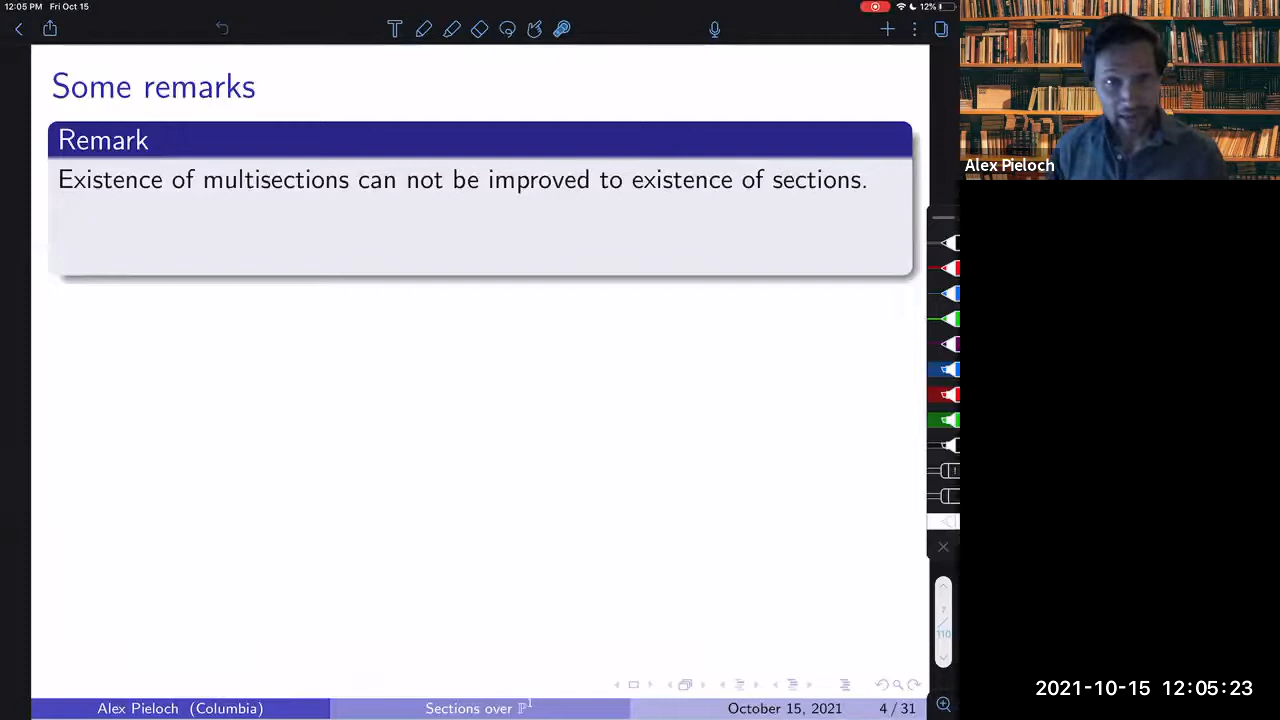 12:05 PM Fri Oct 15
12%
Some remarks
Remark
Existence of multisections can not be improved to existence of sections.
Alex Pieloch
110
Alex Pieloch (Columbia)
Sections over ℙ¹
October 15, 2021
4 / 31
2021-10-15 12:05:23